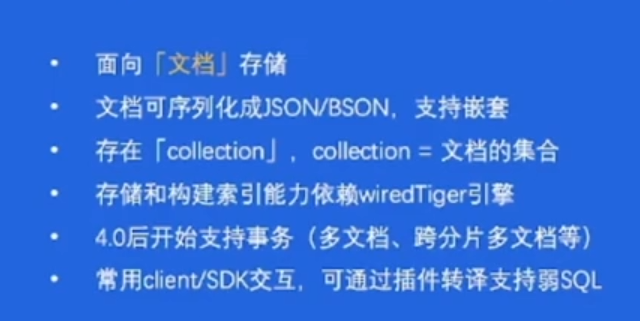 • 面向「文档」存储
• 文档可序列化成JSON/BSON，支持嵌套
• 存在「collection」，collection = 文档的集合
• 存储和构建索引能力依赖wiredTiger引擎
• 4.0后开始支持事务（多文档、跨分片多文档等）
• 常用client/SDK交互，可通过插件转译支持弱SQL